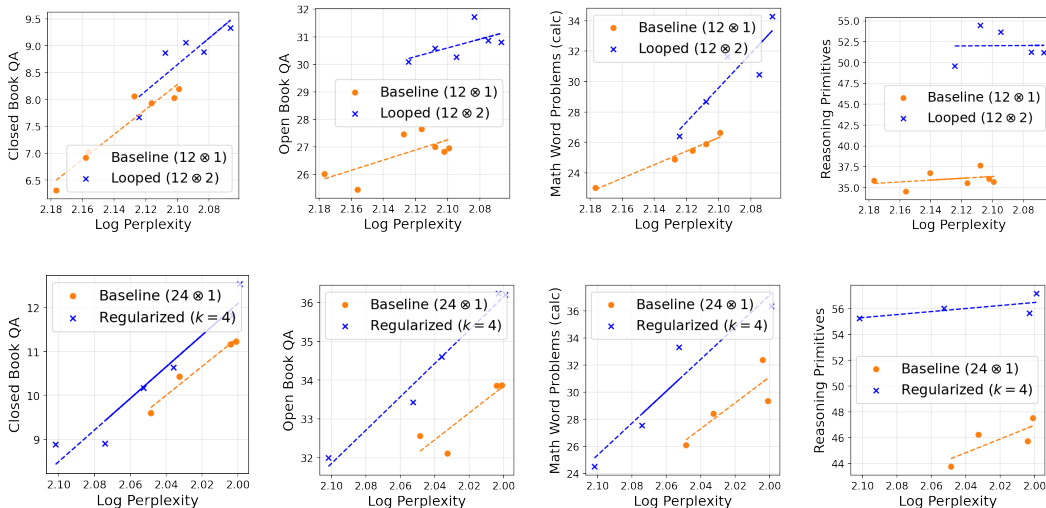 Closed Book QA
9.5
9.0
8.5
8.0
7.5
7.0
6.5
Baseline (12 ⊗ 1)
Looped (12 ⊗ 2)
2.18 2.16 2.14 2.12 2.10 2.08
Log Perplexity
Open Book QA
32
31
30
29
28
27
26
Baseline (12 ⊗ 1)
Looped (12 ⊗ 2)
2.18 2.16 2.14 2.12 2.10 2.08
Log Perplexity
Math Word Problems (calc)
34
32
30
28
26
24
Baseline (12 ⊗ 1)
Looped (12 ⊗ 2)
2.18 2.16 2.14 2.12 2.10 2.08
Log Perplexity
Reasoning Primitives
55.0
52.5
50.0
47.5
45.0
42.5
40.0
37.5
35.0
Baseline (12 ⊗ 1)
Looped (12 ⊗ 2)
2.18 2.16 2.14 2.12 2.10 2.08
Log Perplexity
Closed Book QA
12
11
10
9
Baseline (24 ⊗ 1)
Regularized (k = 4)
2.10 2.08 2.06 2.04 2.02 2.00
Log Perplexity
Open Book QA
36
35
34
33
32
Baseline (24 ⊗ 1)
Regularized (k = 4)
2.10 2.08 2.06 2.04 2.02 2.00
Log Perplexity
Math Word Problems (calc)
36
34
32
30
28
26
24
Baseline (24 ⊗ 1)
Regularized (k = 4)
2.10 2.08 2.06 2.04 2.02 2.00
Log Perplexity
Reasoning Primitives
56
54
52
50
48
46
44
Baseline (24 ⊗ 1)
Regularized (k = 4)
2.10 2.08 2.06 2.04 2.02 2.00
Log Perplexity